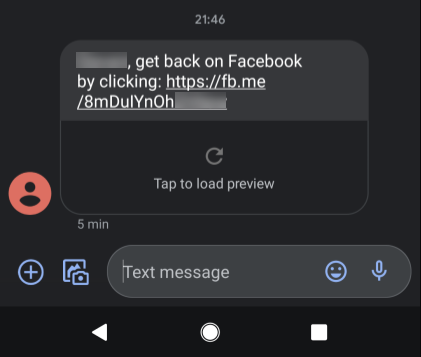 21:46
, get back on Facebook
by clicking: https://fb.me
/8mDulYnOh
Tap to load preview
5 min
Text message